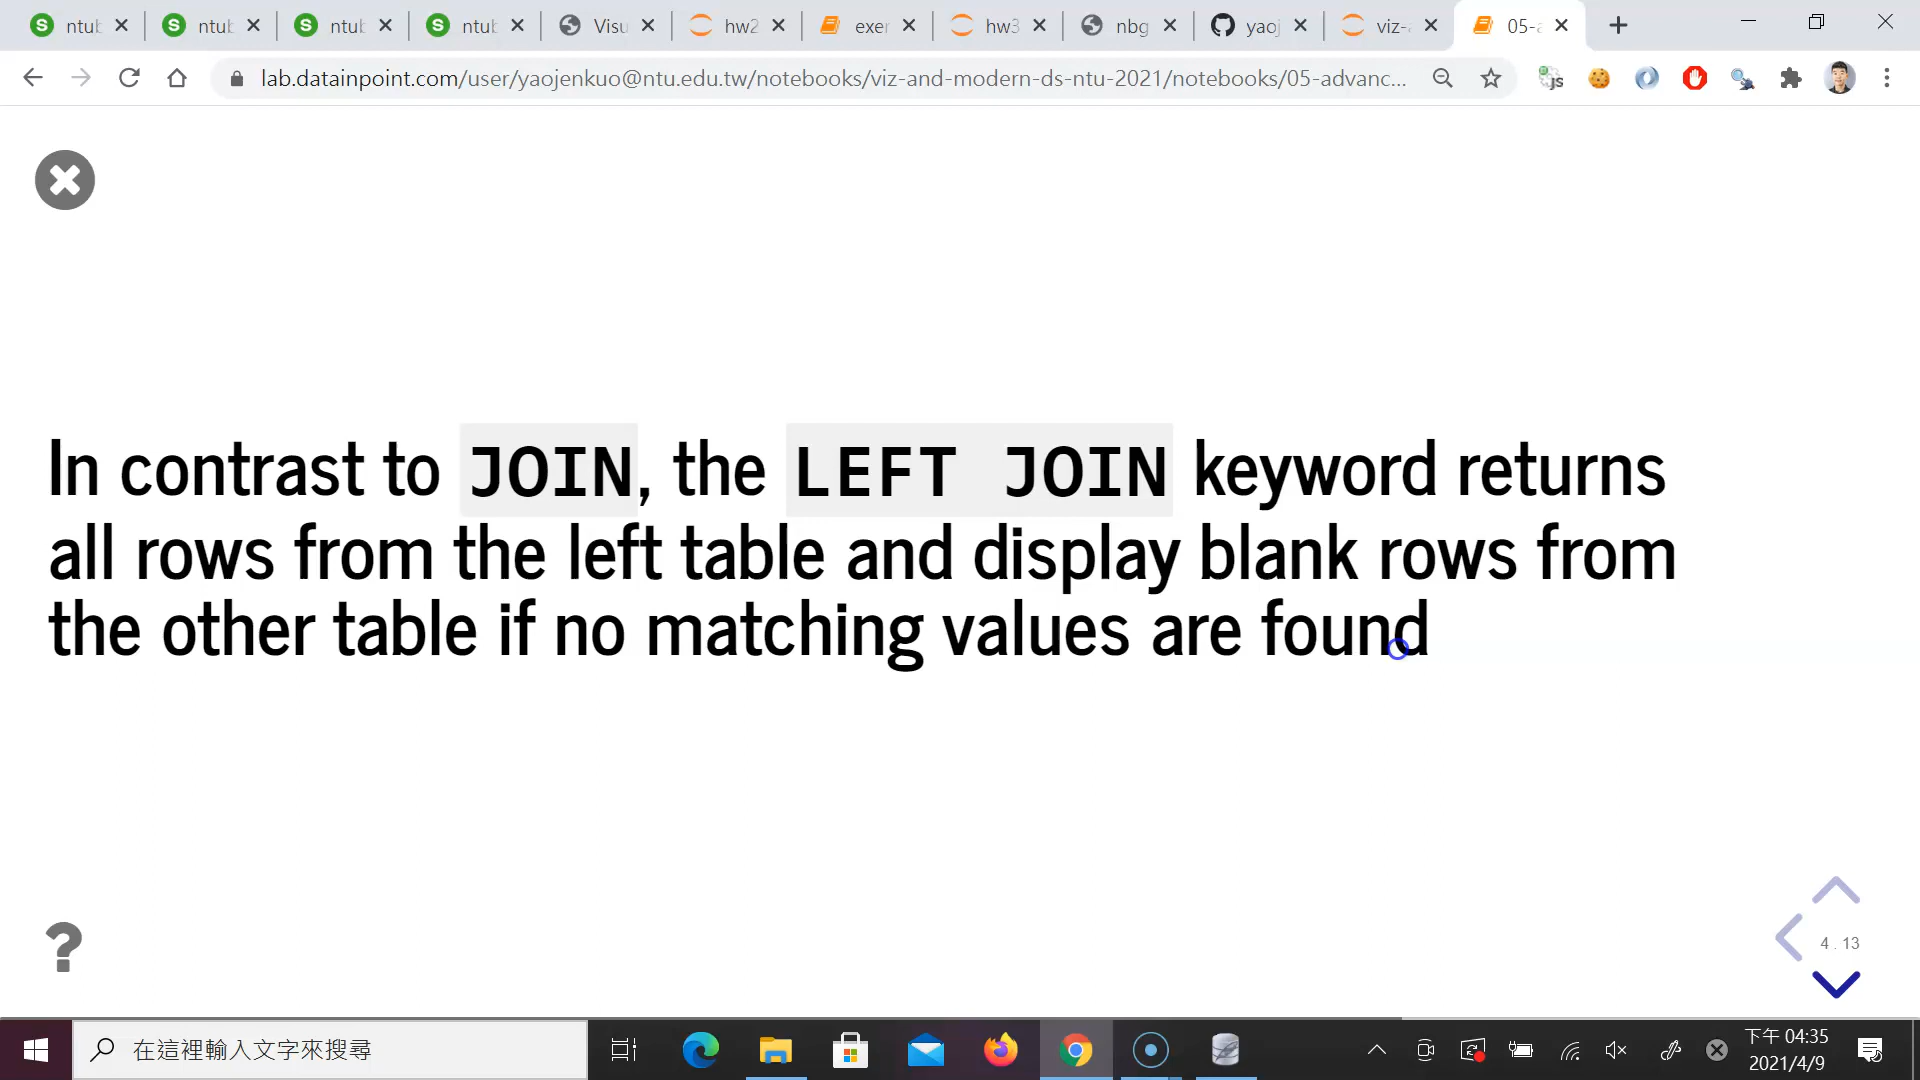 ntub
ntub
ntub
ntub
Visu
hw2
exer
hw3
nbg
yaoj
viz-a
05-a
lab.datainpoint.com/user/yaojenkuo@ntu.edu.tw/notebooks/viz-and-modern-ds-ntu-2021/notebooks/05-advanc...
In contrast to JOIN, the LEFT JOIN keyword returns
all rows from the left table and display blank rows from
the other table if no matching values are found
4 . 13
在這裡輸入文字來搜尋
下午 04:35
2021/4/9